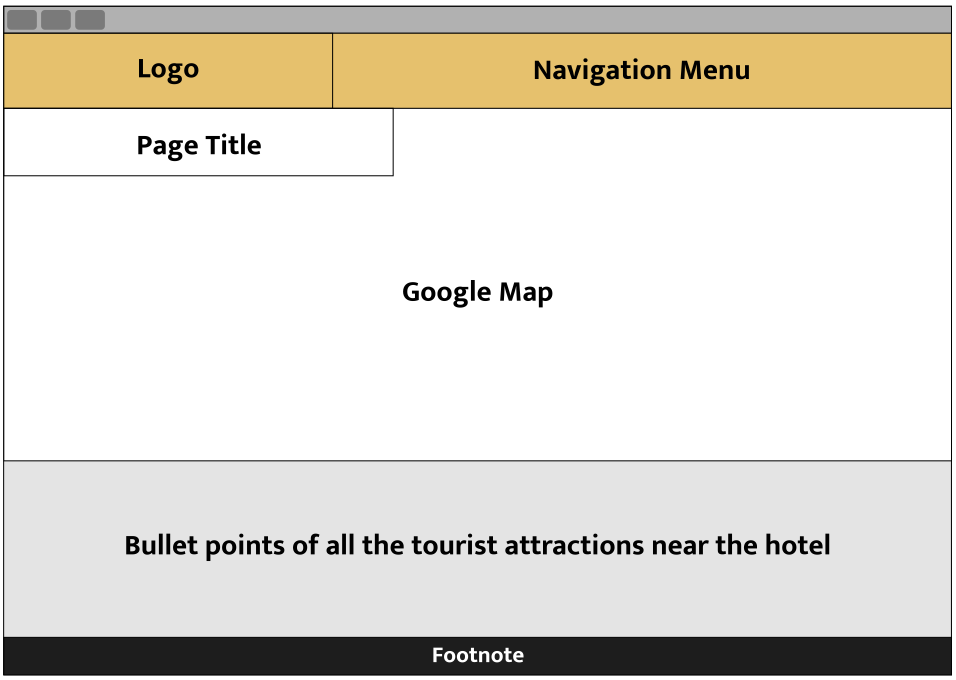 Logo
Navigation Menu
Page Title
Google Map
Bullet points of all the tourist attractions near the hotel
Footnote